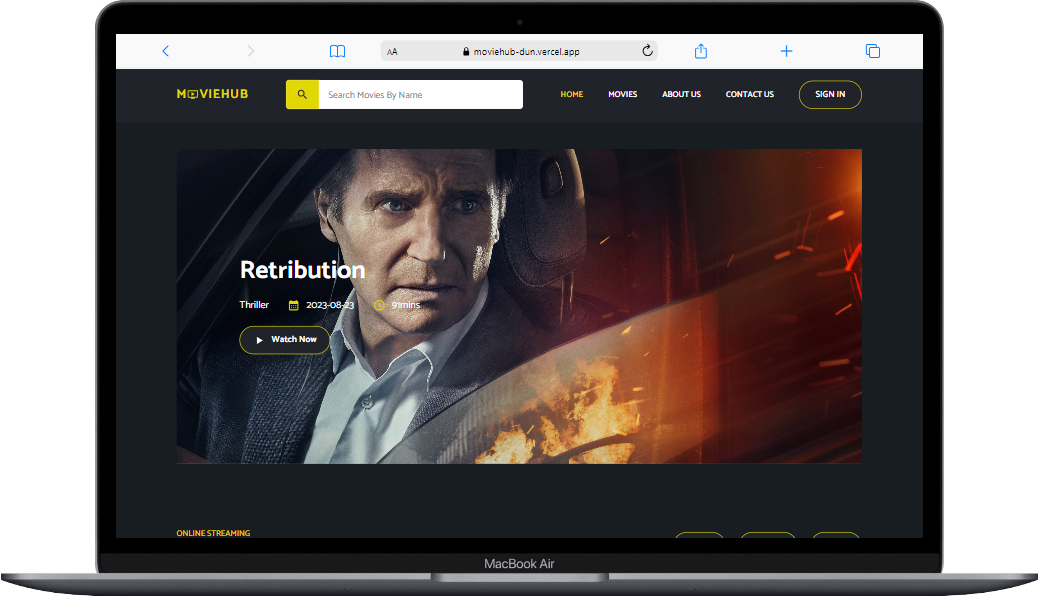 AA moviehub-dun.vercel.app
MOVIEHUB Search Movies By Name HOME MOVIES ABOUT US CONTACT US SIGN IN
Retribution
Thriller 2023-08-23 91mins
Watch Now
ONLINE STREAMING
MacBook Air